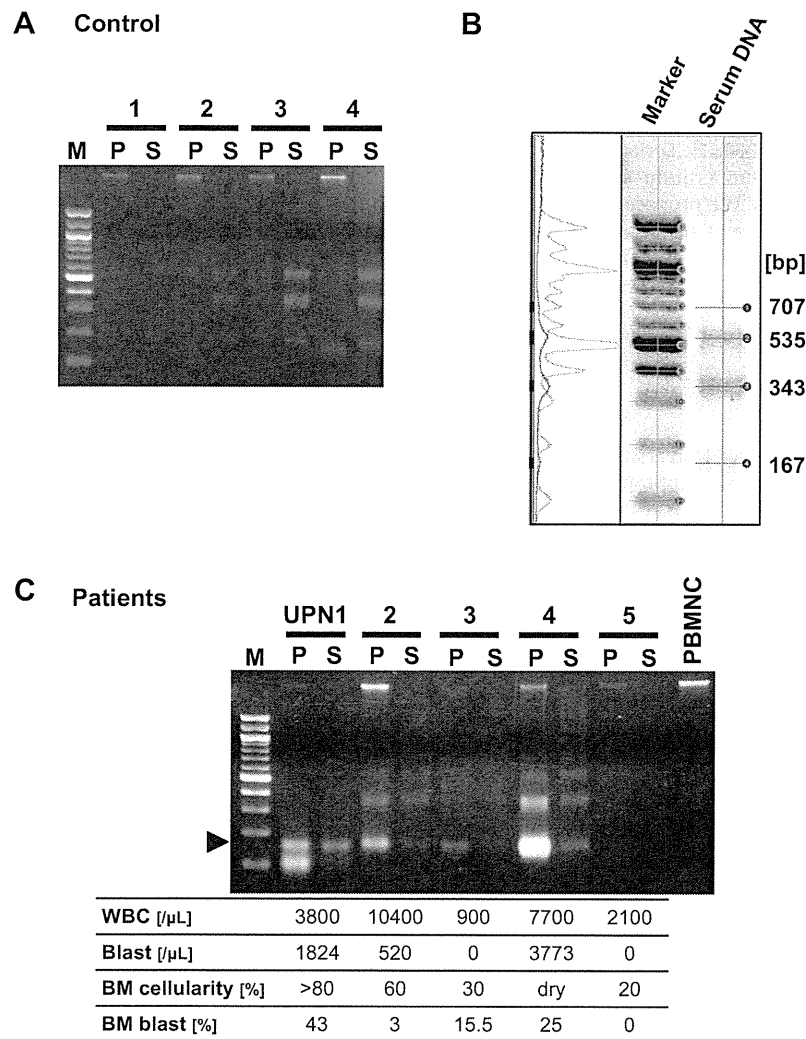 A Control
1 2 3 4
M P S P S P S P S
B
Marker Serum DNA
[bp]
707
535
343
167
C Patients
UPN1 2 3 4 5 PBMNC
M P S P S P S P S P S
WBC [/µL] 3800 10400 900 7700 2100
Blast [/µL] 1824 520 0 3773 0
BM cellularity [%] >80 60 30 dry 20
BM blast [%] 43 3 15.5 25 0